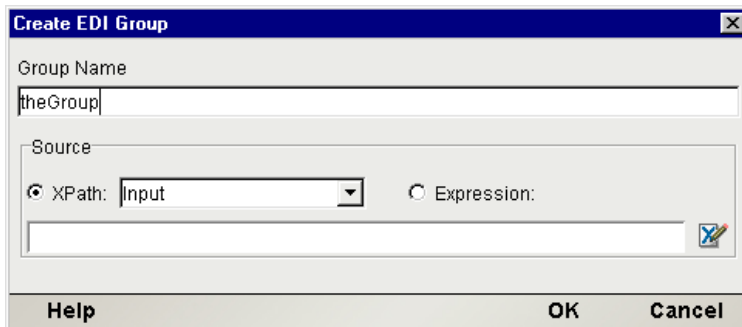 Create EDI Group
Group Name
theGroup
Source
XPath: Input Expression:
Help OK Cancel